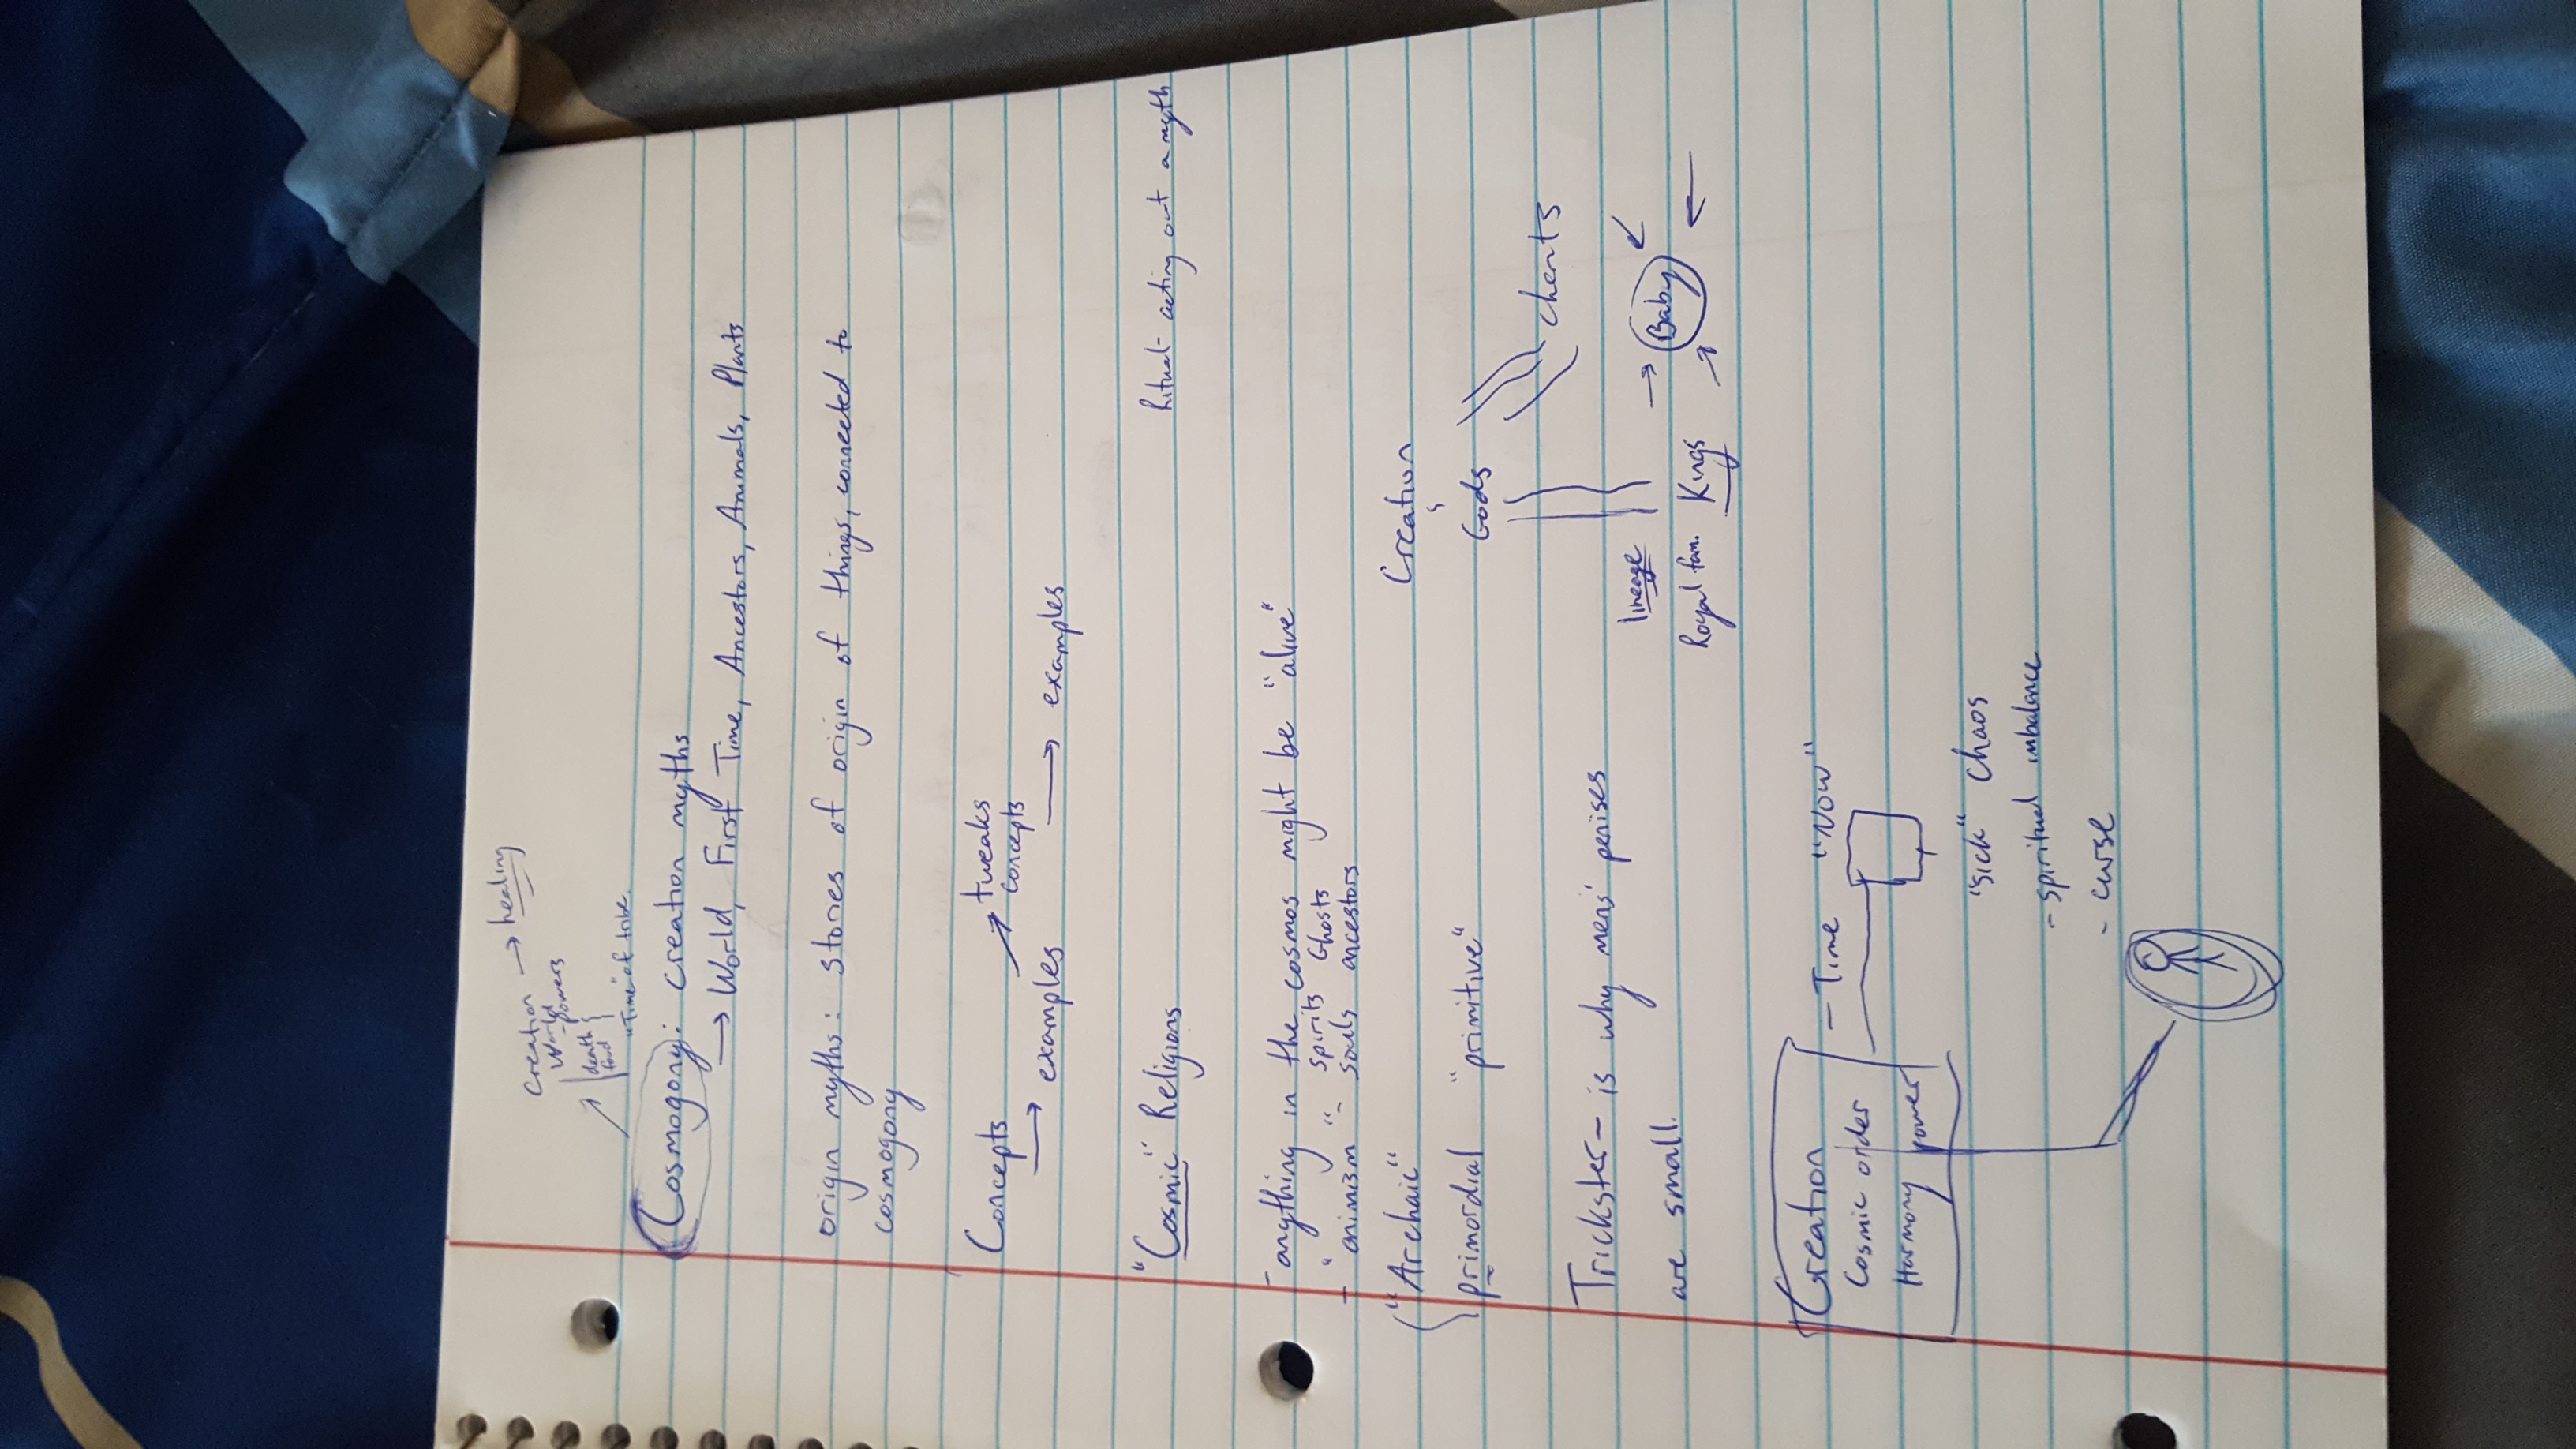 Creation → healing
World
-powers
death
food
"Time" of tribe.
Cosmogony: creation myths
→ World, First Time, Ancestors, Animals, Plants
origin myths: stories of origin of things, connected to
cosmogony
Concepts
→ examples
→ tweaks
concepts
→ examples
"Cosmic" Religions
Ritual- acting out a myth
- anything in the cosmos might be "alive"
spirits Ghosts
- "animism" - souls ancestors
"Archaic"
primordial "primitive"
Creation
Gods
chants
Trickster- is why mens' penises
are small.
lineage
Baby
Royal fam. Kings
Creation
Cosmic order
Harmony power
- Time "Now"
"sick" chaos
- spiritual imbalance
- curse